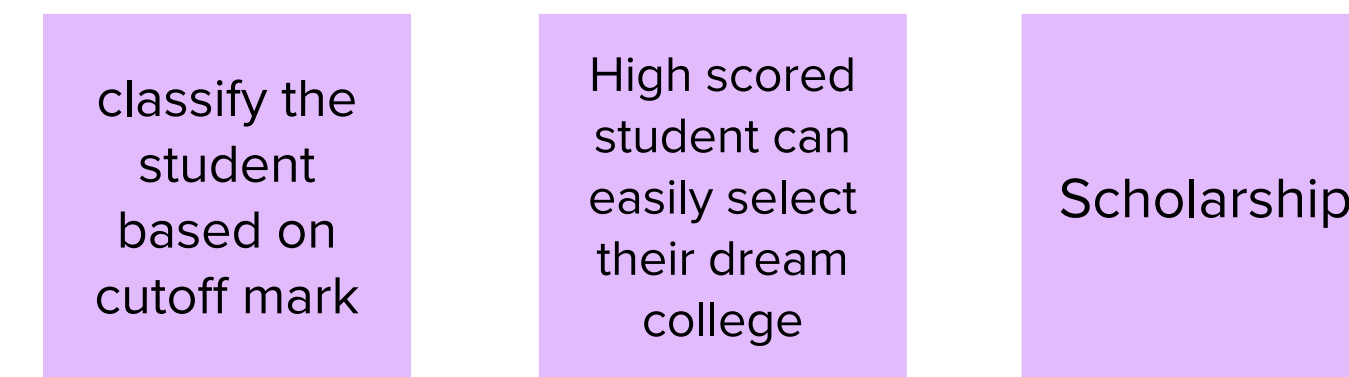 classify the
student
based on
cutoff mark
High scored
student can
easily select
their dream
college
Scholarship